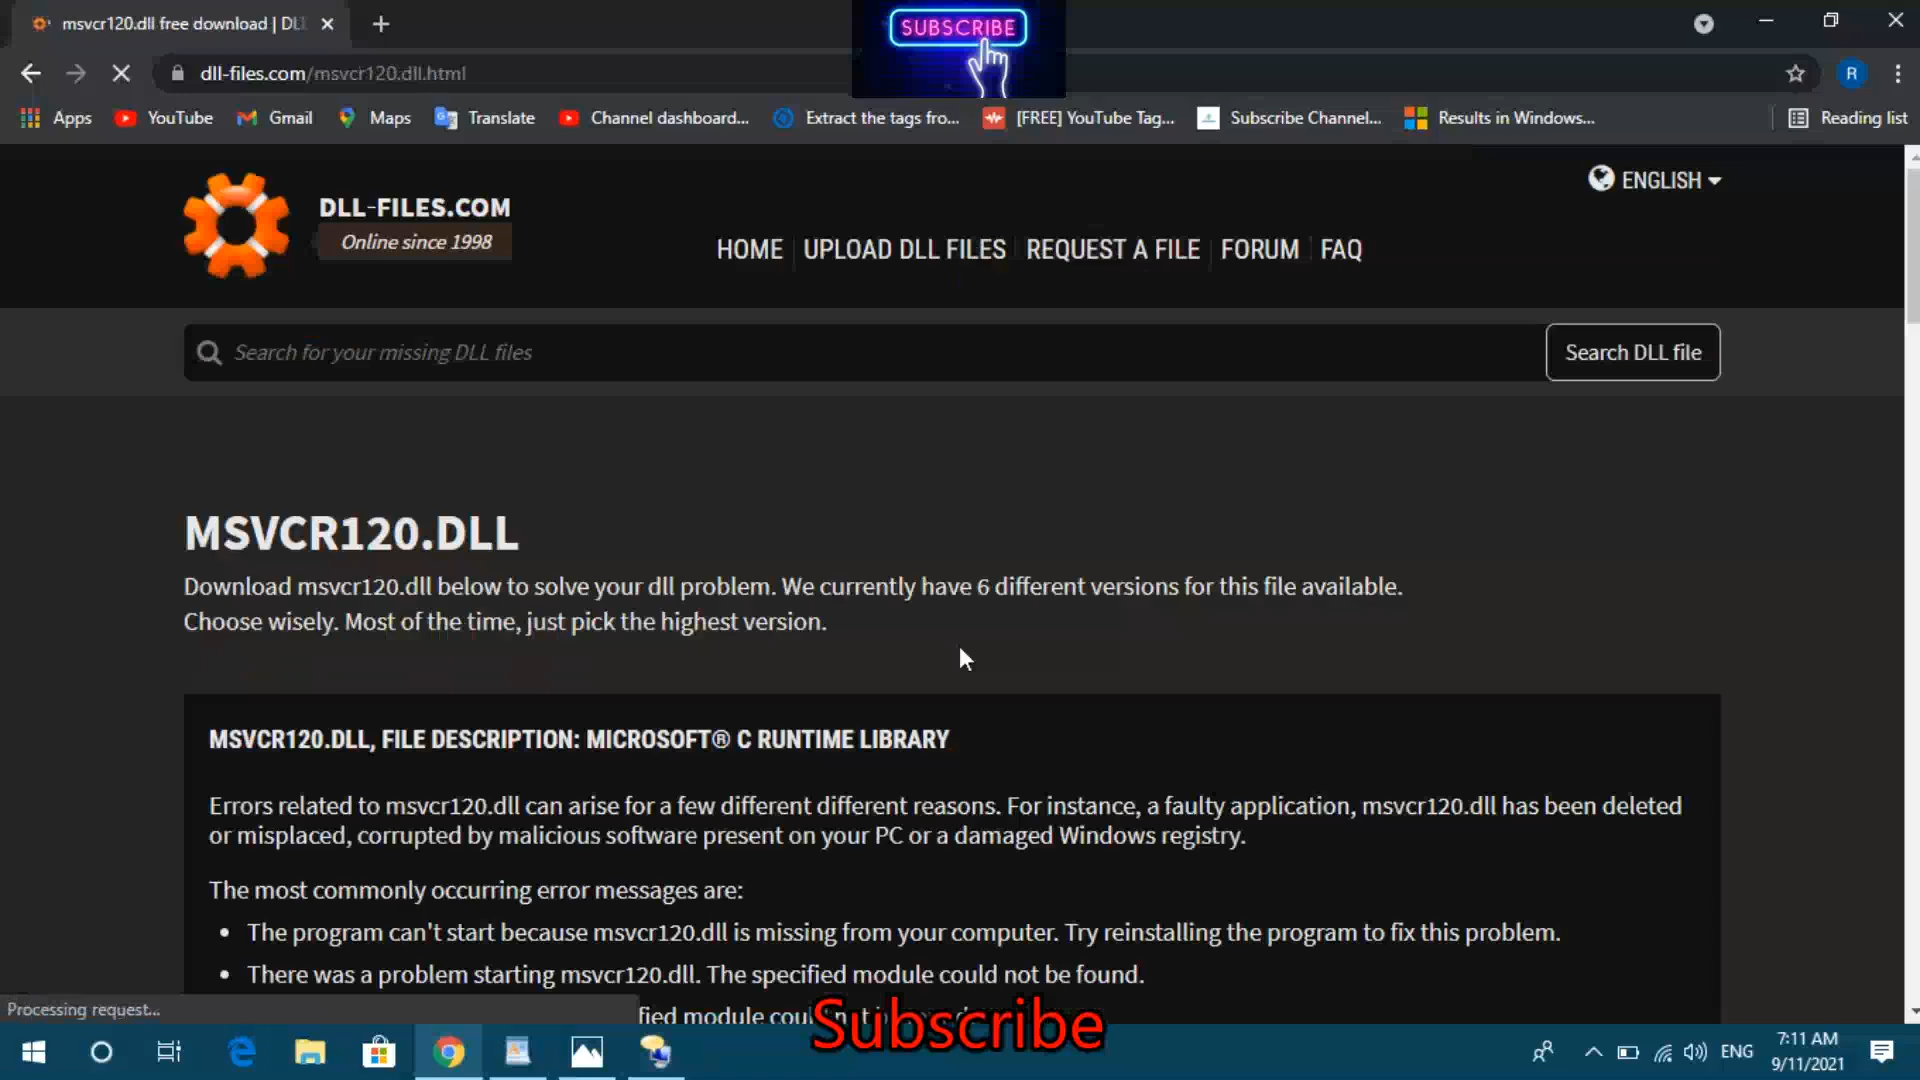 msvcr120.dll free download | DL
SUBSCRIBE
dll-files.com/msvcr120.dll.html
R
Apps
YouTube
Gmail
Maps
Translate
Channel dashboard...
Extract the tags fro...
[FREE] YouTube Tag...
Subscribe Channel...
Results in Windows...
Reading list
DLL-FILES.COM
Online since 1998
ENGLISH
HOME
UPLOAD DLL FILES
REQUEST A FILE
FORUM
FAQ
Search for your missing DLL files
Search DLL file
MSVCR120.DLL
Download msvcr120.dll below to solve your dll problem. We currently have 6 different versions for this file available.
Choose wisely. Most of the time, just pick the highest version.
MSVCR120.DLL, FILE DESCRIPTION: MICROSOFT® C RUNTIME LIBRARY
Errors related to msvcr120.dll can arise for a few different different reasons. For instance, a faulty application, msvcr120.dll has been deleted
or misplaced, corrupted by malicious software present on your PC or a damaged Windows registry.
The most commonly occurring error messages are:
• The program can't start because msvcr120.dll is missing from your computer. Try reinstalling the program to fix this problem.
• There was a problem starting msvcr120.dll. The specified module could not be found.
Processing request...
fied module
Subscribe
ENG
7:11 AM
9/11/2021